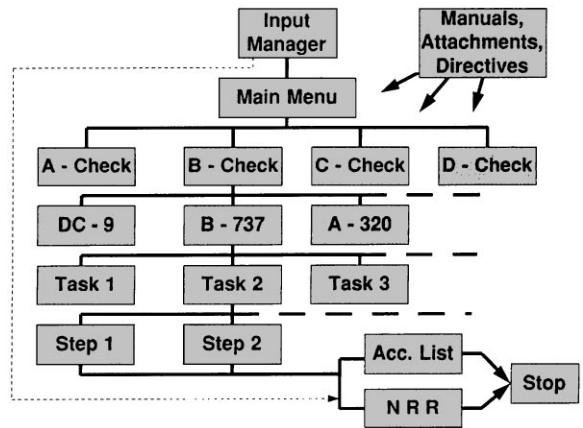 Input
Manager
Manuals,
Attachments,
Directives
Main Menu
A - Check
B - Check
C - Check
D - Check
DC - 9
B - 737
A - 320
Task 1
Task 2
Task 3
Step 1
Step 2
Acc. List
N R R
Stop